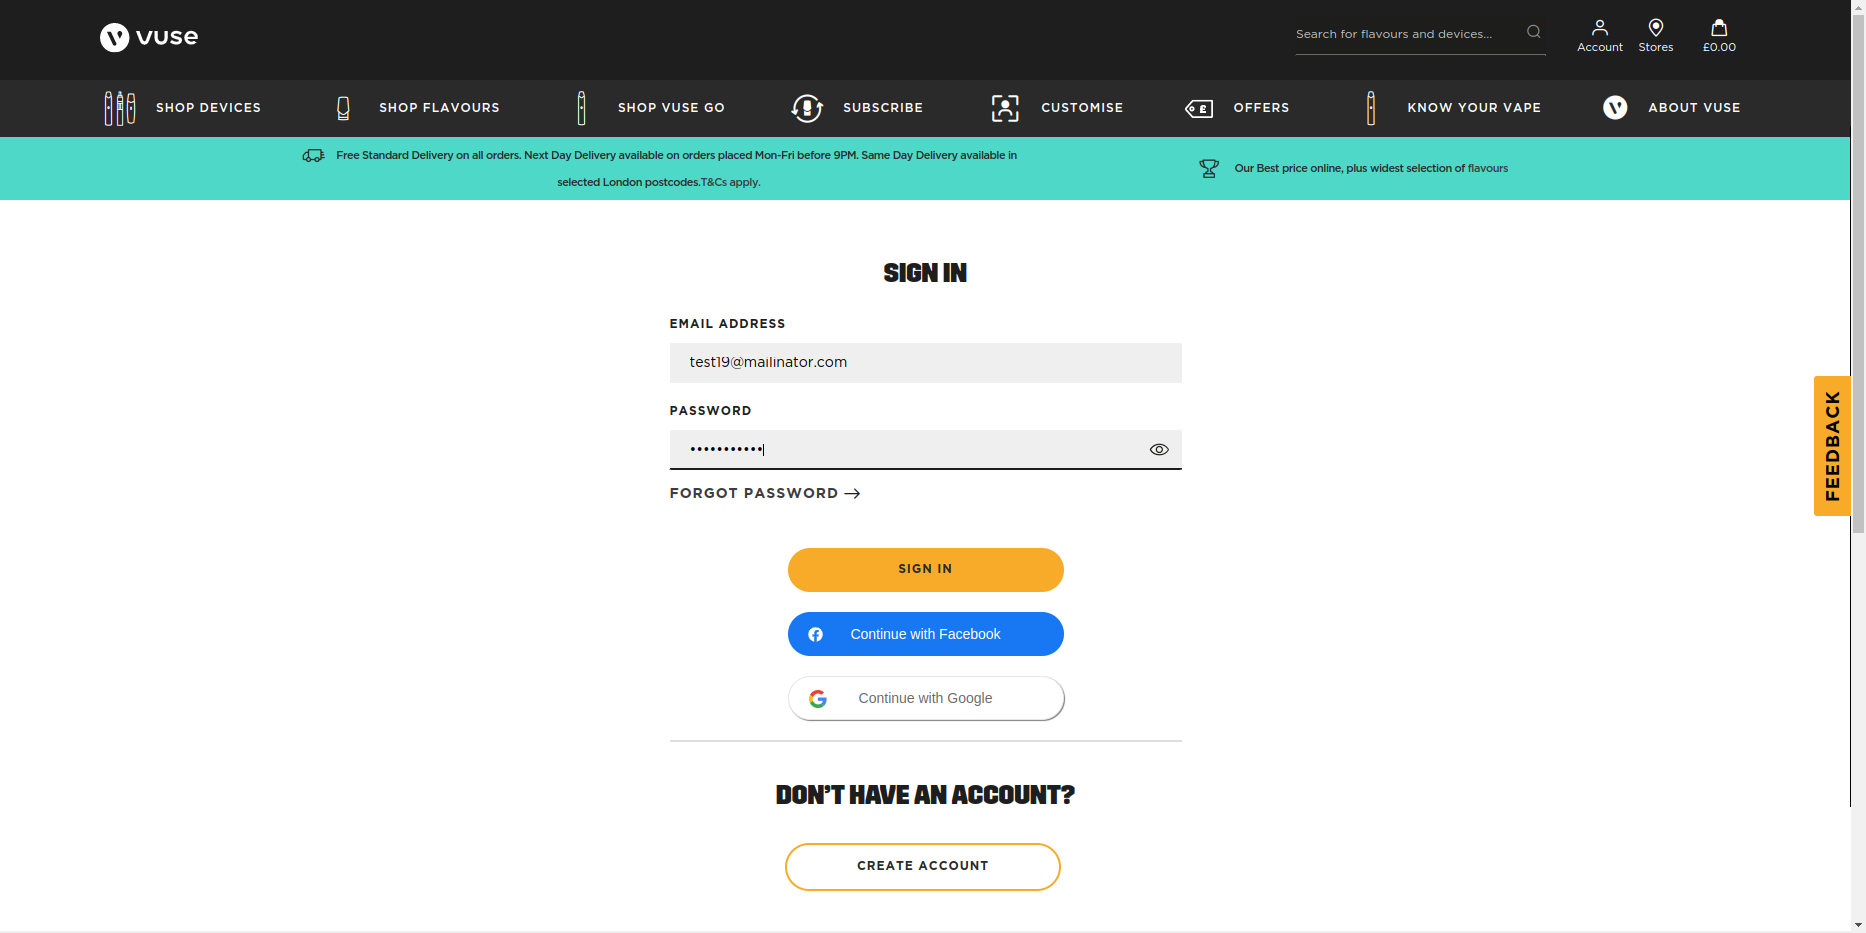 vuse
Search for flavours and devices...
Account
Stores
£0.00
SHOP DEVICES
SHOP FLAVOURS
SHOP VUSE GO
SUBSCRIBE
CUSTOMISE
OFFERS
KNOW YOUR VAPE
ABOUT VUSE
Free Standard Delivery on all orders. Next Day Delivery available on orders placed Mon-Fri before 9PM. Same Day Delivery available in
selected London postcodes.T&Cs apply.
Our Best price online, plus widest selection of flavours
SIGN IN
EMAIL ADDRESS
test19@mailinator.com
PASSWORD
•••••••••••
FORGOT PASSWORD
SIGN IN
Continue with Facebook
Continue with Google
DON'T HAVE AN ACCOUNT?
CREATE ACCOUNT
FEEDBACK